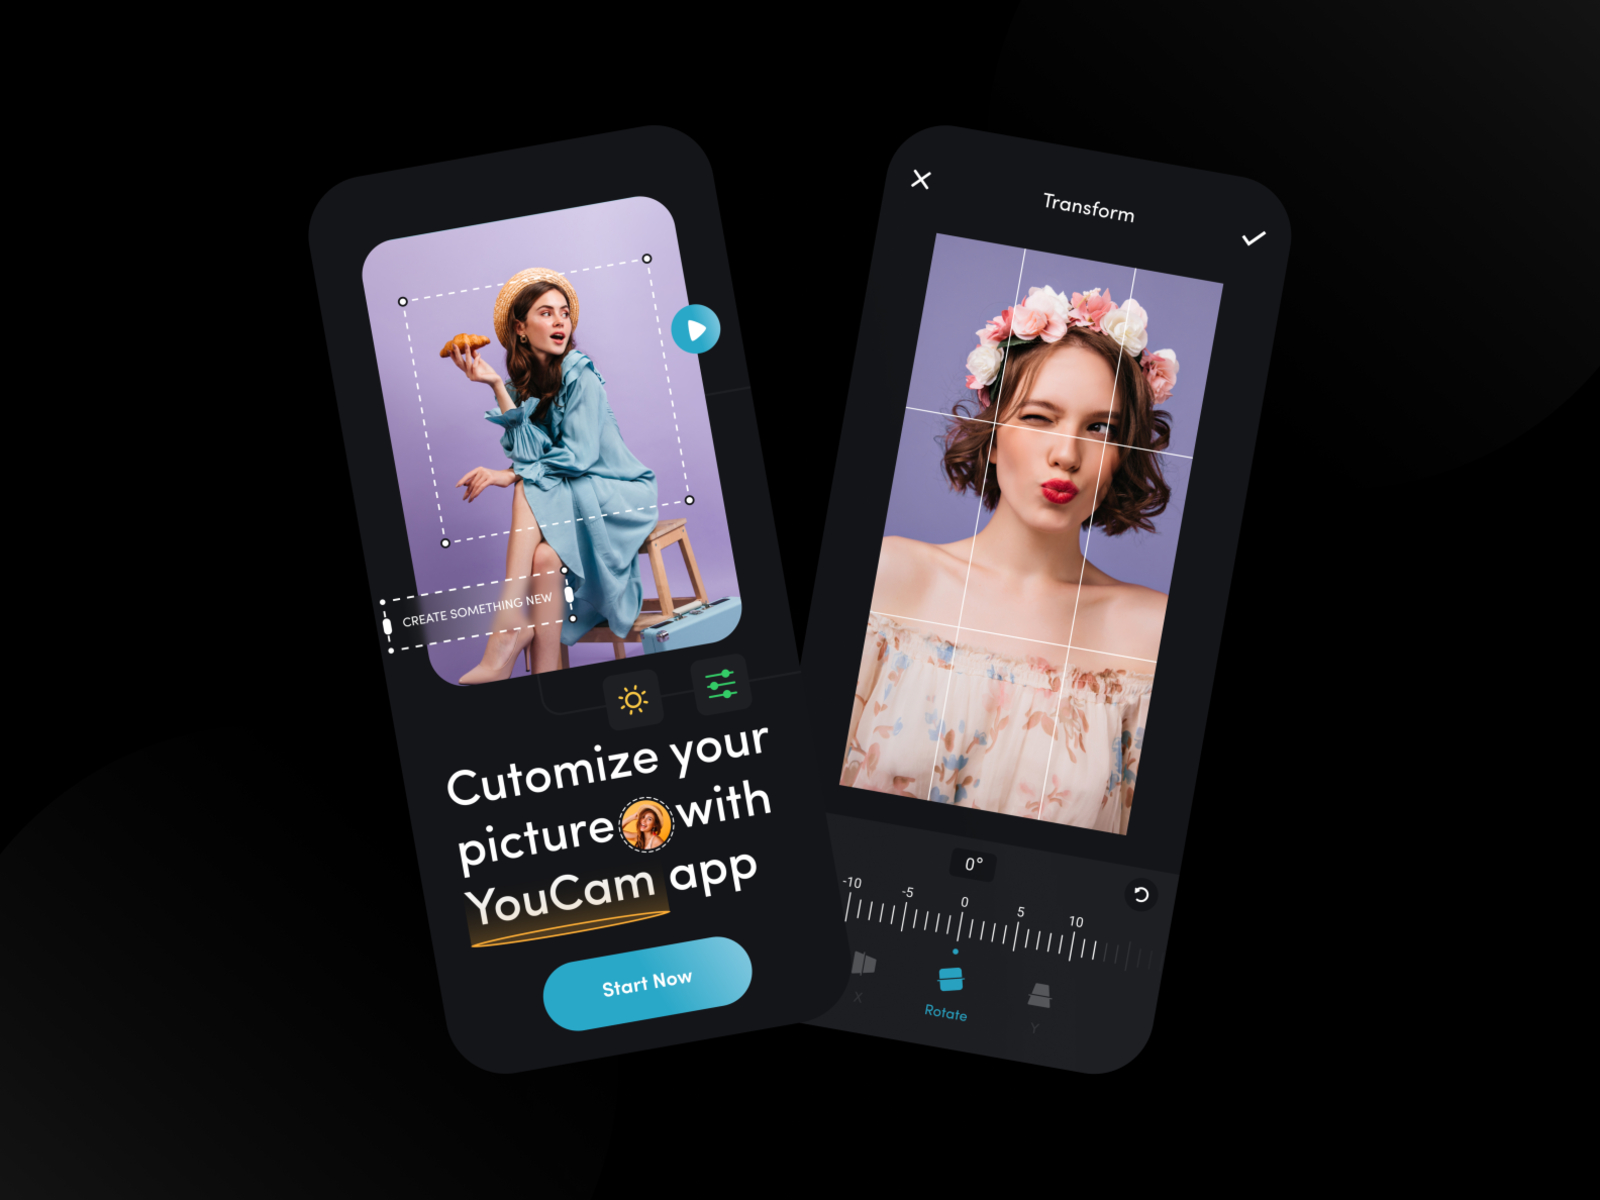 CREATE SOMETHING NEW
Cutomize your
picture with
YouCam app
Start Now
Transform
0°
-10 -5 0 5 10
X
Rotate
Y